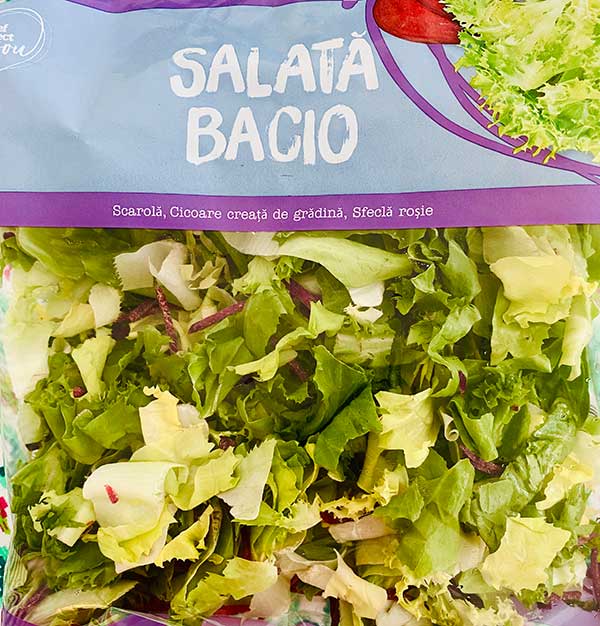 SALATĂ
BACIO
Scarolă, Cicoare creață de grădină, Sfeclă roșie